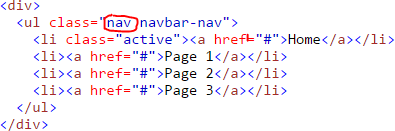 <div>
<ul class="nav navbar-nav">
<li class="active"><a href="#">Home</a></li>
<li><a href="#">Page 1</a></li>
<li><a href="#">Page 2</a></li>
<li><a href="#">Page 3</a></li>
</ul>
</div>